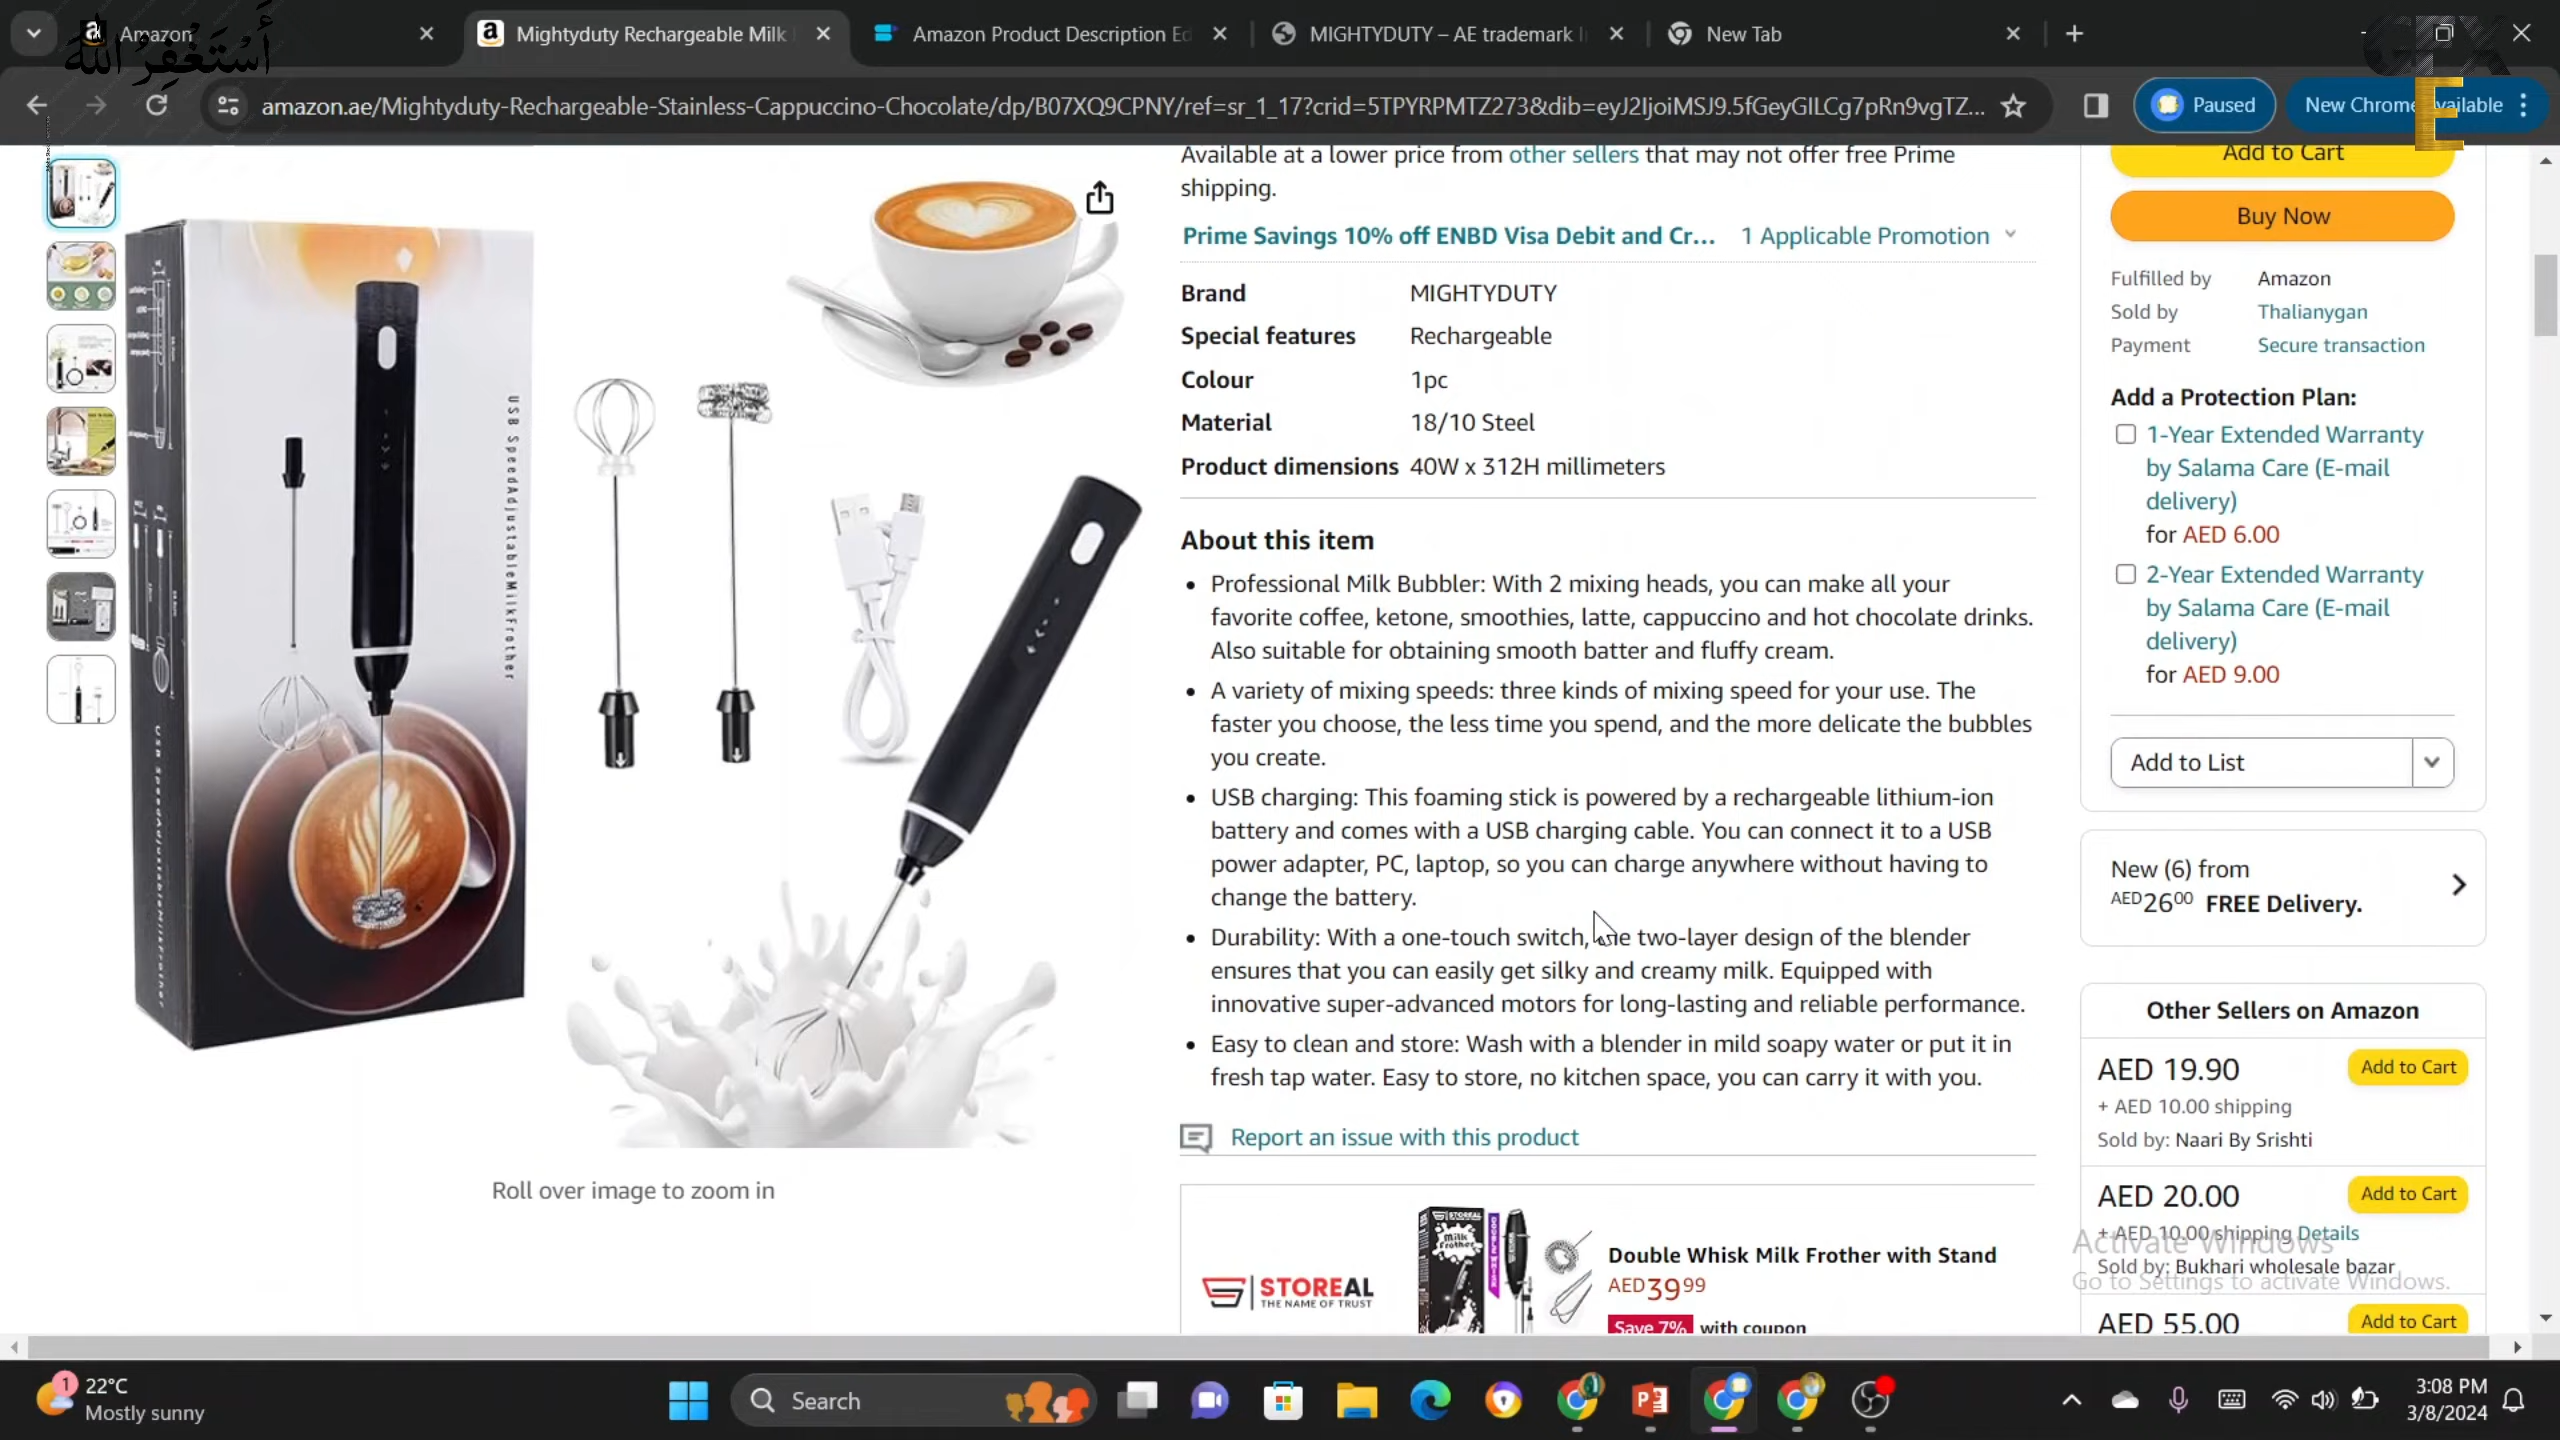 Amazon
Mightyduty Rechargeable Milk
Amazon Product Description Ed
MIGHTYDUTY – AE trademark
New Tab
أَسْتَغْفِرُ اللَّٰه
amazon.ae/Mightyduty-Rechargeable-Stainless-Cappuccino-Chocolate/dp/B07XQ9CPNY/ref=sr_1_17?crid=5TPYRPMTZ273&dib=eyJ2IjoiMSJ9.5fGeyGILCg7pRn9vgTZ...
Paused
New Chrome available
E
Available at a lower price from other sellers that may not offer free Prime
shipping.
Prime Savings 10% off ENBD Visa Debit and Cr... 1 Applicable Promotion
Brand MIGHTYDUTY
Special features Rechargeable
Colour 1pc
Material 18/10 Steel
Product dimensions 40W x 312H millimeters
About this item
• Professional Milk Bubbler: With 2 mixing heads, you can make all your
favorite coffee, ketone, smoothies, latte, cappuccino and hot chocolate drinks.
Also suitable for obtaining smooth batter and fluffy cream.
• A variety of mixing speeds: three kinds of mixing speed for your use. The
faster you choose, the less time you spend, and the more delicate the bubbles
you create.
• USB charging: This foaming stick is powered by a rechargeable lithium-ion
battery and comes with a USB charging cable. You can connect it to a USB
power adapter, PC, laptop, so you can charge anywhere without having to
change the battery.
• Durability: With a one-touch switch, the two-layer design of the blender
ensures that you can easily get silky and creamy milk. Equipped with
innovative super-advanced motors for long-lasting and reliable performance.
• Easy to clean and store: Wash with a blender in mild soapy water or put it in
fresh tap water. Easy to store, no kitchen space, you can carry it with you.
Report an issue with this product
USB SpeedAdjustableMilkFrother
USB SpeedAdjustableMilkFrother
Roll over image to zoom in
STOREAL
THE NAME OF TRUST
STOREAL
Milk
Frother
Double Whisk Milk Frother with Stand
AED39 99
Save 7% with coupon
Add to Cart
Buy Now
Fulfilled by Amazon
Sold by Thalianygan
Payment Secure transaction
Add a Protection Plan:
1-Year Extended Warranty
by Salama Care (E-mail
delivery)
for AED 6.00
2-Year Extended Warranty
by Salama Care (E-mail
delivery)
for AED 9.00
Add to List
New (6) from
AED26 00 FREE Delivery.
Other Sellers on Amazon
AED 19.90 Add to Cart
+ AED 10.00 shipping
Sold by: Naari By Srishti
AED 20.00 Add to Cart
+ AED 10.00 shipping Details
Sold by: Bukhari wholesale bazar
AED 55.00 Add to Cart
Activate Windows
Go to Settings to activate Windows.
1
22°C
Mostly sunny
Search
3:08 PM
3/8/2024